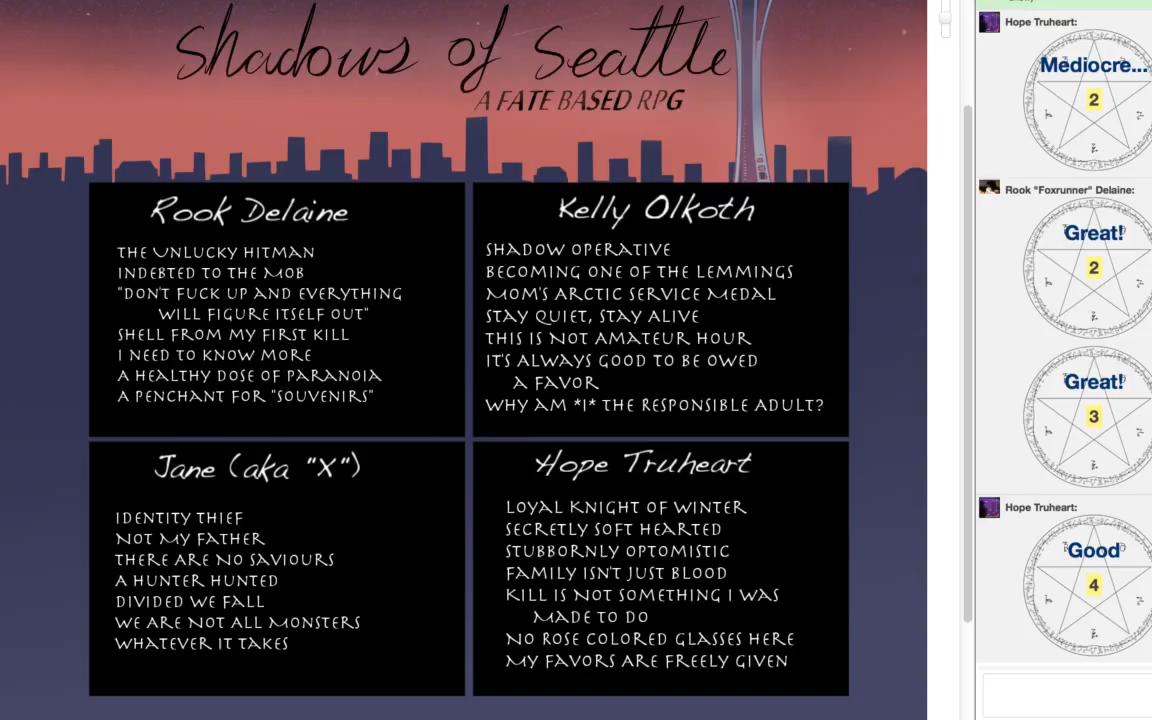 Shadows of Seattle
A FATE BASED RPG
Rook Delaine
THE UNLUCKY HITMAN
INDEBTED TO THE MOB
"DON'T FUCK UP AND EVERYTHING
WILL FIGURE ITSELF OUT"
SHELL FROM MY FIRST KILL
I NEED TO KNOW MORE
A HEALTHY DOSE OF PARANOIA
A PENCHANT FOR "SOUVENIRS"
Kelly Olkoth
SHADOW OPERATIVE
BECOMING ONE OF THE LEMMINGS
MOM'S ARCTIC SERVICE MEDAL
STAY QUIET, STAY ALIVE
THIS IS NOT AMATEUR HOUR
IT'S ALWAYS GOOD TO BE OWED
A FAVOR
WHY AM *I* THE RESPONSIBLE ADULT?
Jane (aka "X")
IDENTITY THIEF
NOT MY FATHER
THERE ARE NO SAVIOURS
A HUNTER HUNTED
DIVIDED WE FALL
WE ARE NOT ALL MONSTERS
WHATEVER IT TAKES
Hope Truheart
LOYAL KNIGHT OF WINTER
SECRETLY SOFT HEARTED
STUBBORNLY OPTOMISTIC
FAMILY ISN'T JUST BLOOD
KILL IS NOT SOMETHING I WAS
MADE TO DO
NO ROSE COLORED GLASSES HERE
MY FAVORS ARE FREELY GIVEN
Hope Truheart:
Mediocre...
2
Rook "Foxrunner" Delaine:
Great!
2
Great!
3
Hope Truheart:
Good
4